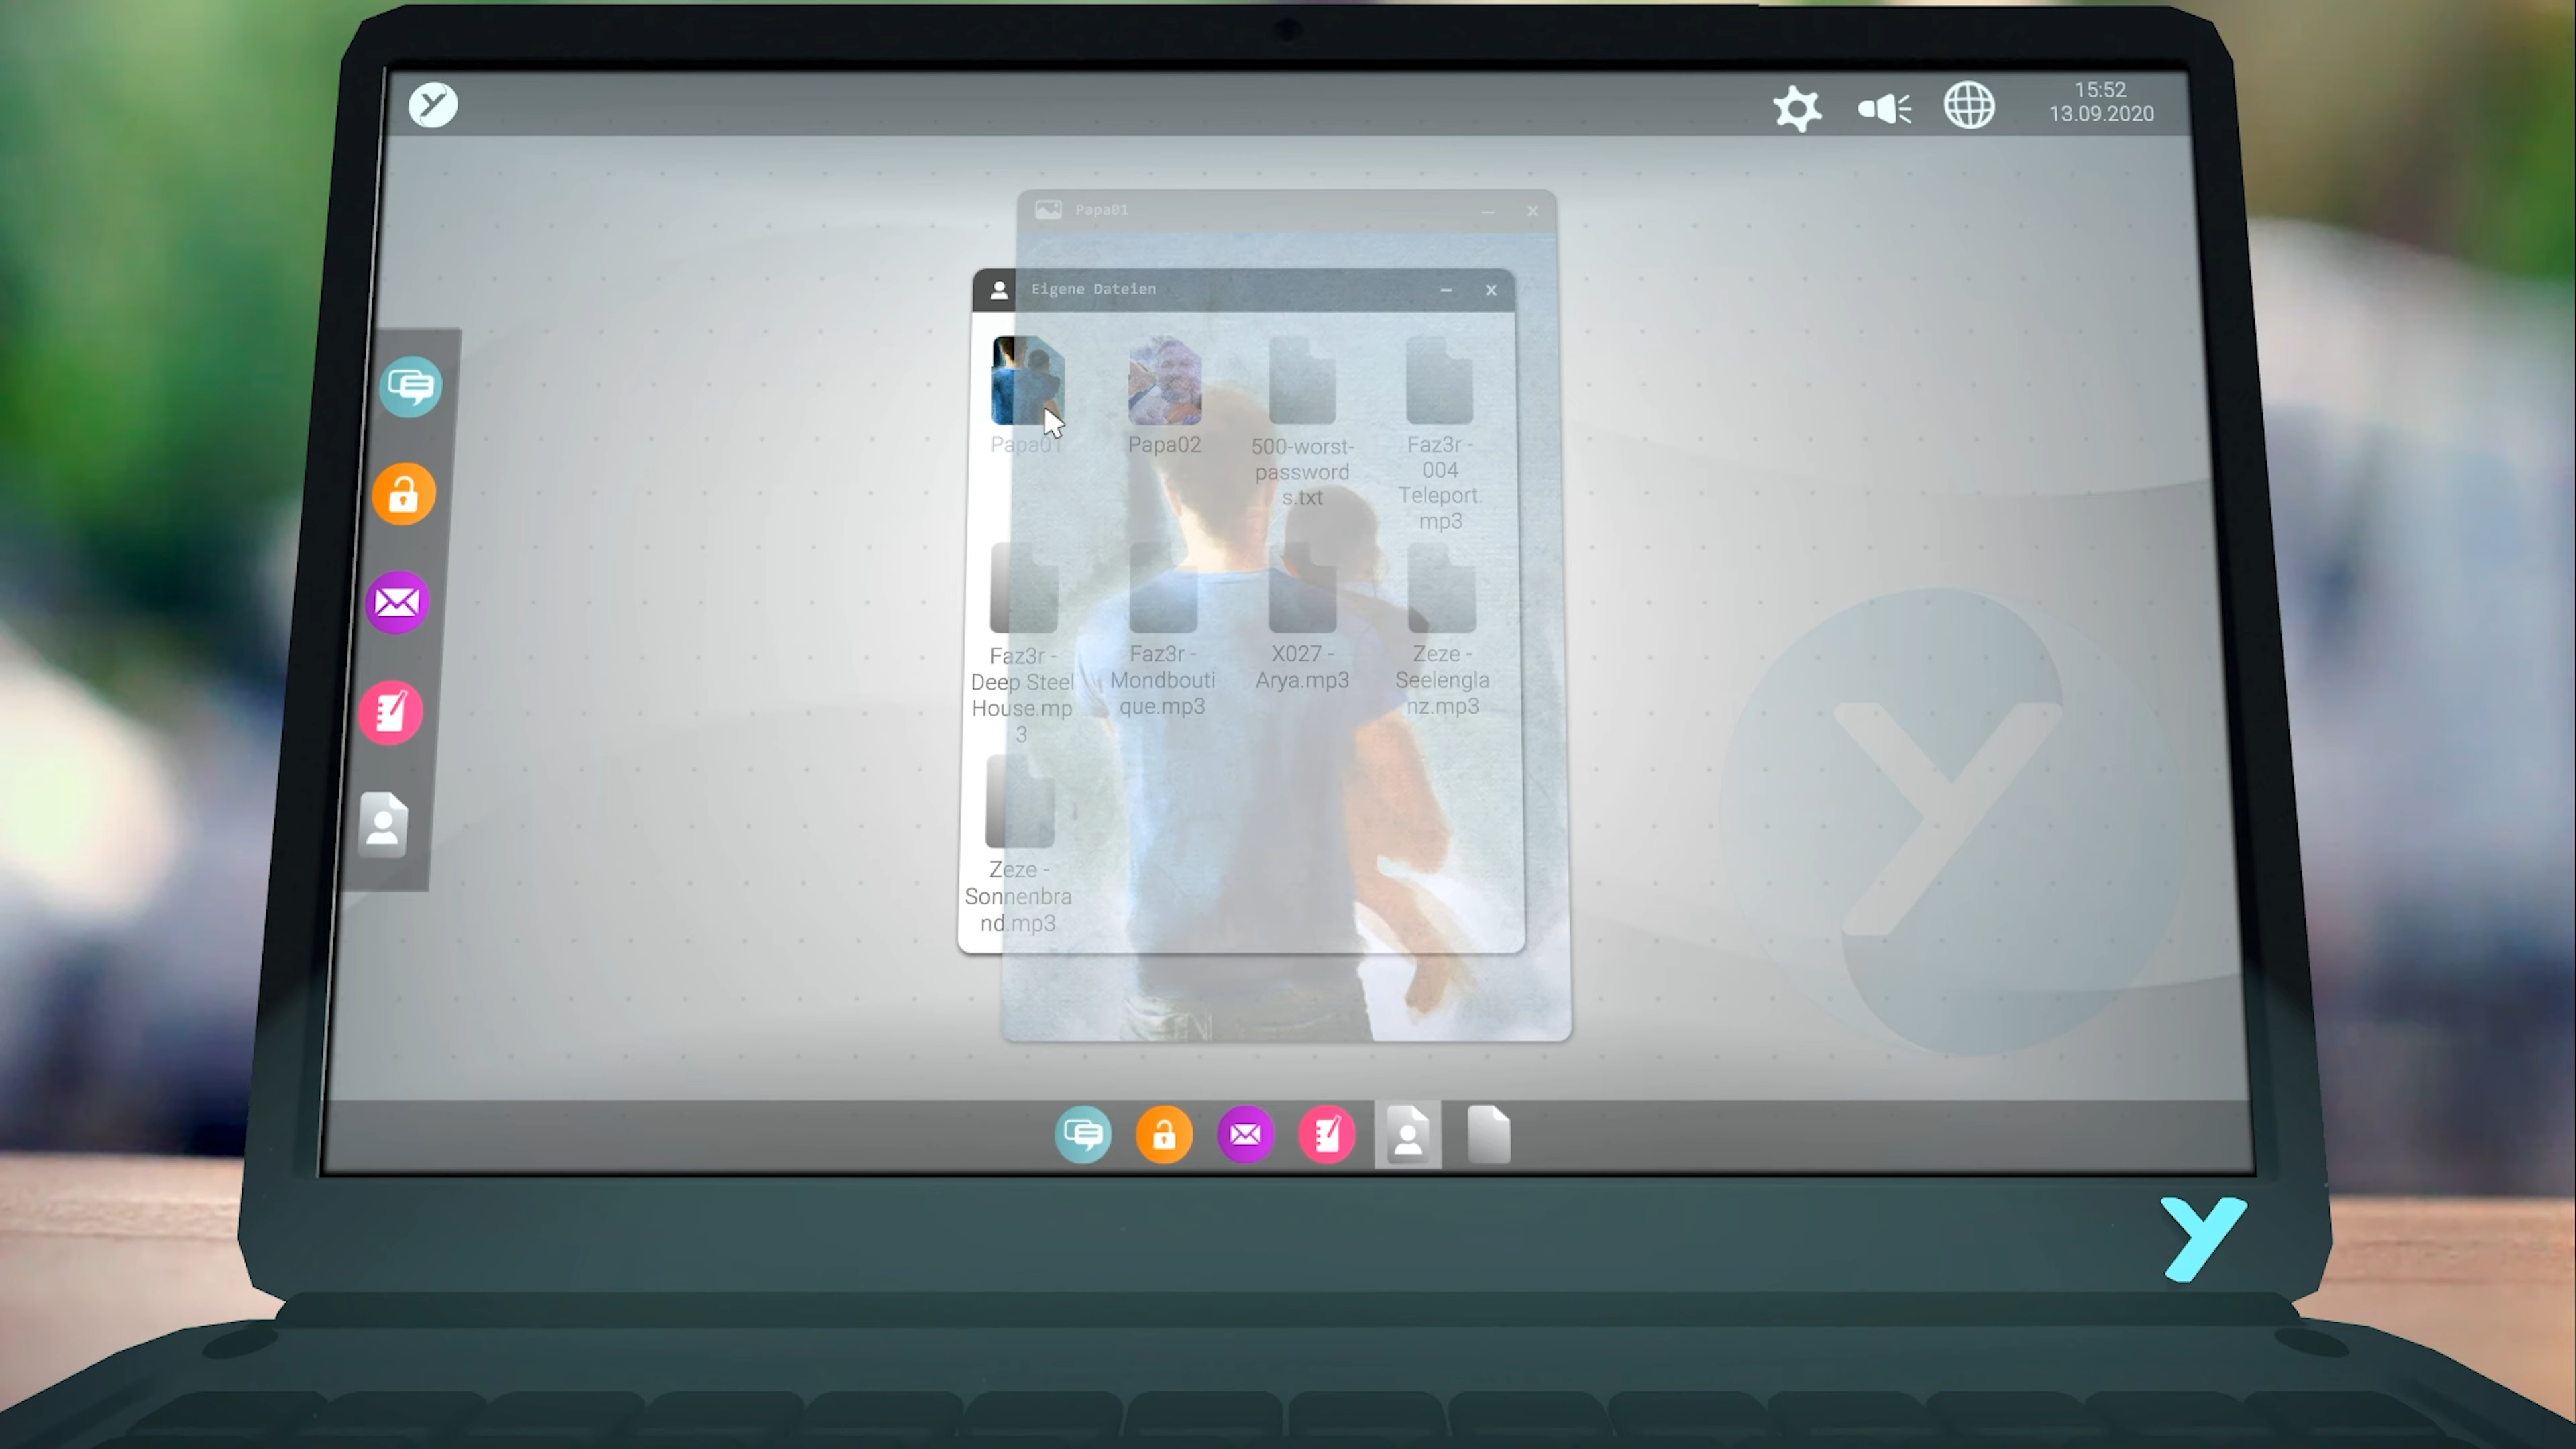 15:52
13.09.2020
Papa01
Eigene Dateien
Papa01
Papa02
500-worst-
password
s.txt
Faz3r -
004
Teleport.
mp3
Faz3r -
Deep Steel
House.mp
3
Faz3r -
Mondbouti
que.mp3
X027 -
Arya.mp3
Zeze -
Seelengla
nz.mp3
Zeze -
Sonnenbra
nd.mp3